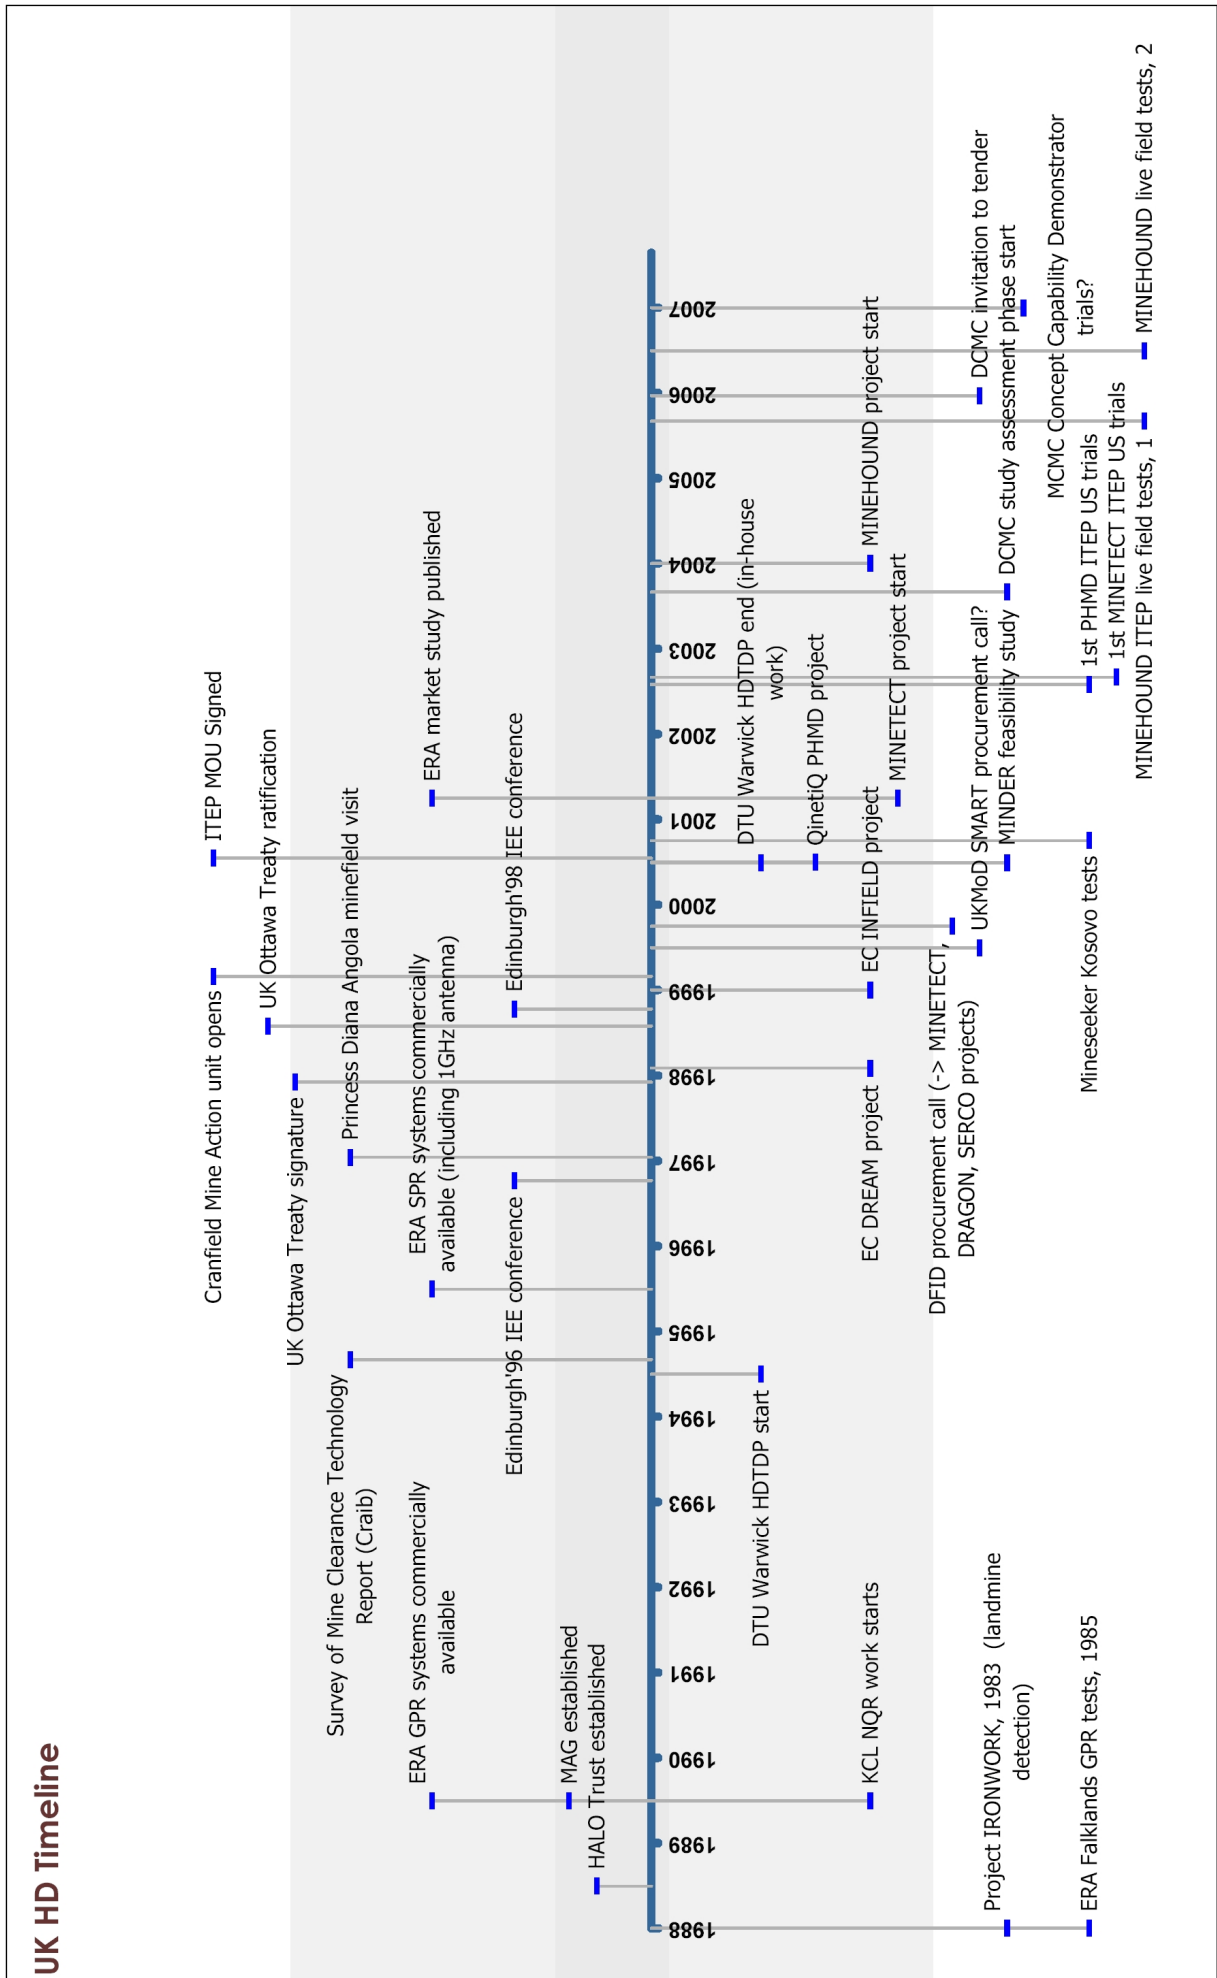 UK HD Timeline
Cranfield Mine Action unit opens
ITEP MOU Signed
UK Ottawa Treaty ratification
UK Ottawa Treaty signature
Survey of Mine Clearance Technology
Report (Craib)
Princess Diana Angola minefield visit
ERA GPR systems commercially
available
ERA SPR systems commercially
available (including 1GHz antenna)
ERA market study published
Edinburgh'96 IEE conference
Edinburgh'98 IEE conference
MAG established
HALO Trust established
1988
1989
1990
1991
1992
1993
1994
1995
1996
1997
1998
1999
2000
2001
2002
2003
2004
2005
2006
2007
DTU Warwick HDTDP start
DTU Warwick HDTDP end (in-house
work)
QinetiQ PHMD project
KCL NQR work starts
EC DREAM project
EC INFIELD project
MINEHOUND project start
MINETECT project start
DFID procurement call (-> MINETECT,
DRAGON, SERCO projects)
UKMoD SMART procurement call?
DCMC invitation to tender
Project IRONWORK, 1983 (landmine
detection)
MINDER feasibility study
DCMC study assessment phase start
MCMC Concept Capability Demonstrator
trials?
ERA Falklands GPR tests, 1985
Mineseeker Kosovo tests
1st PHMD ITEP US trials
1st MINETECT ITEP US trials
MINEHOUND ITEP live field tests, 1
MINEHOUND live field tests, 2